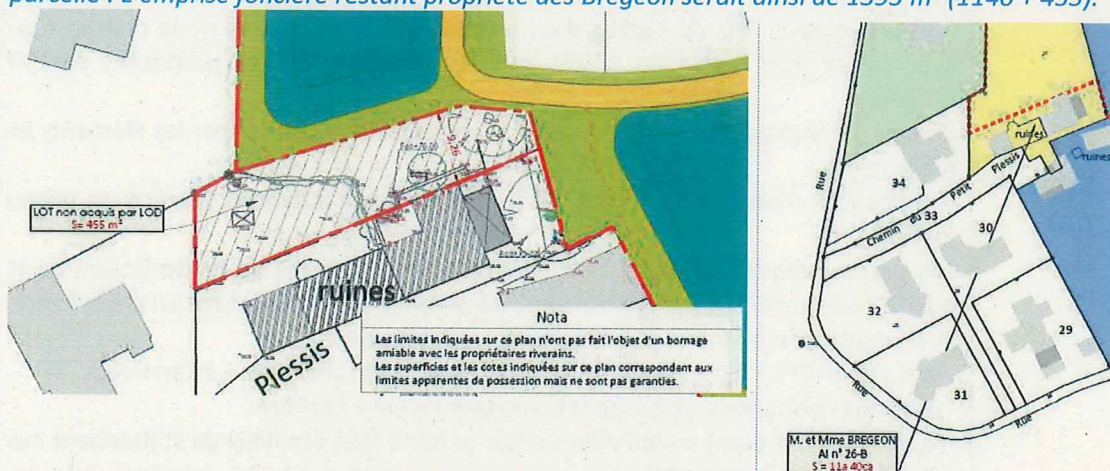 parcelle : L'emprise foncière restant propriété des Bregeon serait ainsi de 1595 m² (1140 + 455).
LOT non acquis par LOD
S= 455 m²
9.26
ruines
Plessis
Nota
Les limites indiquées sur ce plan n'ont pas fait l'objet d'un bornage
amiable avec les propriétaires riverains.
Les superficies et les cotes indiquées sur ce plan correspondent aux
limites apparentes de possession mais ne sont pas garanties.
ruines
ruines
Rue
34
Chemin du Petit Plessis
33
30
32
29
31
Rue
Rue
M. et Mme BREGEON
AI n° 26-B
S = 11a 40ca